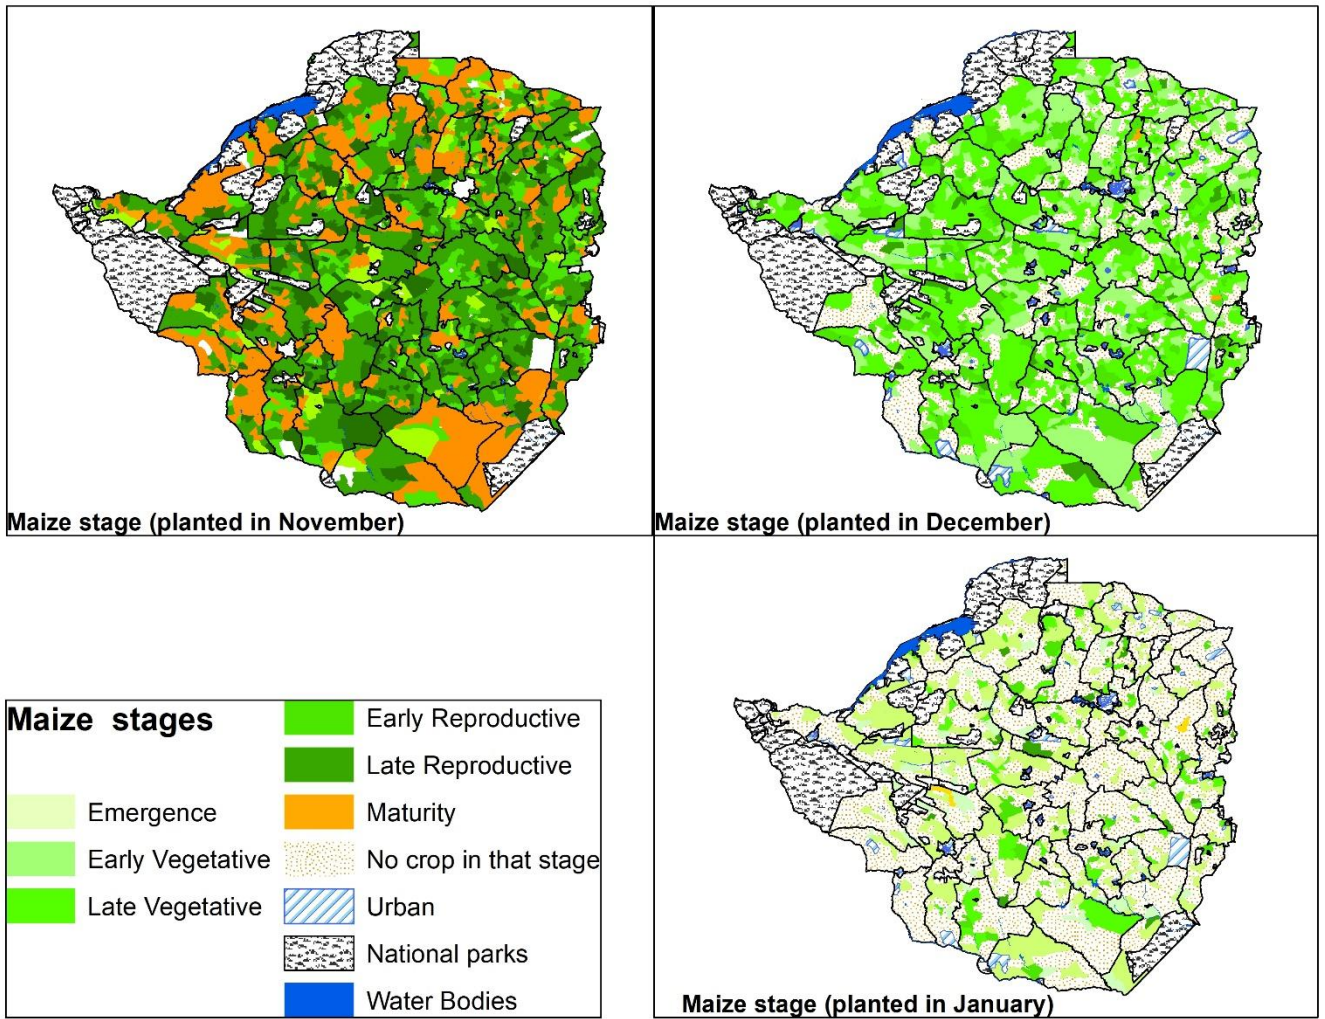 Maize stage (planted in November)
Maize stage (planted in December)
Maize stages
Emergence
Early Vegetative
Late Vegetative
Early Reproductive
Late Reproductive
Maturity
No crop in that stage
Urban
National parks
Water Bodies
Maize stage (planted in January)